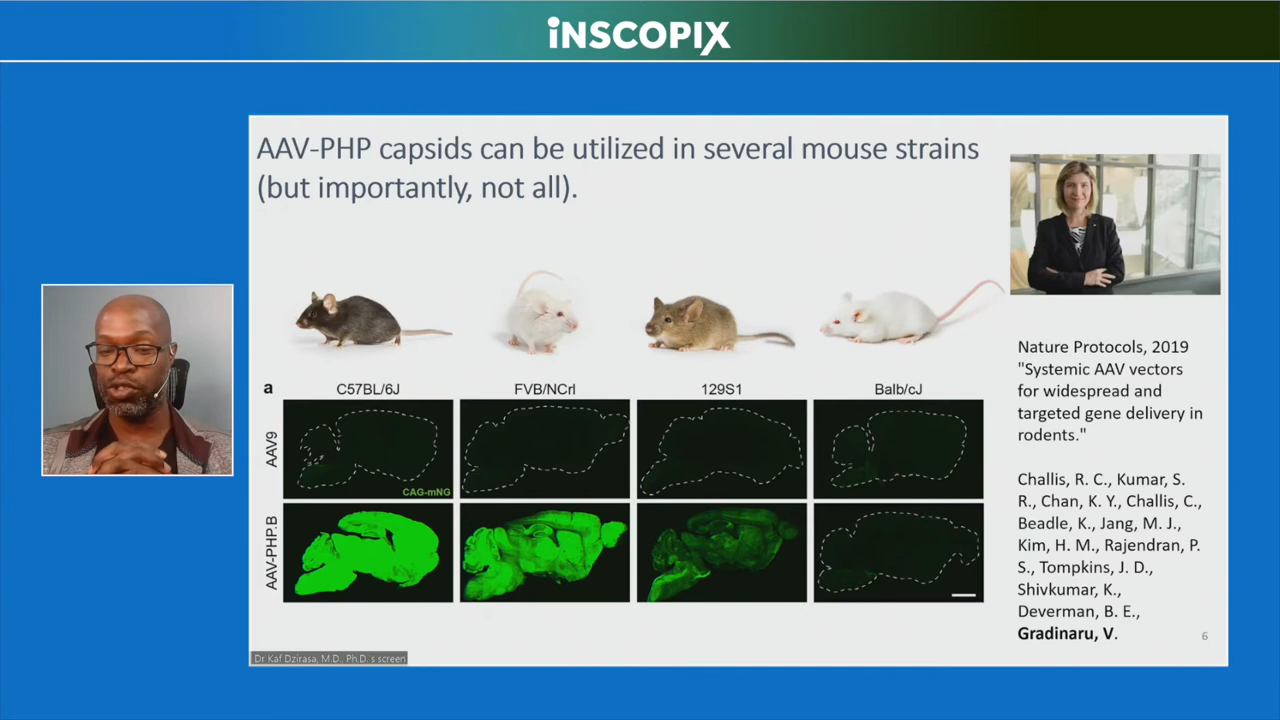 iNSCOPIX
AAV-PHP capsids can be utilized in several mouse strains
(but importantly, not all).
Nature Protocols, 2019
"Systemic AAV vectors
for widespread and
targeted gene delivery in
rodents."
Challis, R. C., Kumar, S.
R., Chan, K. Y., Challis, C.,
Beadle, K., Jang, M. J.,
Kim, H. M., Rajendran, P.
S., Tompkins, J. D.,
Shivkumar, K.,
Deverman, B. E.,
Gradinaru, V.
a
C57BL/6J
FVB/NCrl
129S1
Balb/cJ
AAV9
CAG-mNG
AAV-PHP.B
6
Dr Kaf Dzirasa, M.D., Ph.D.'s screen